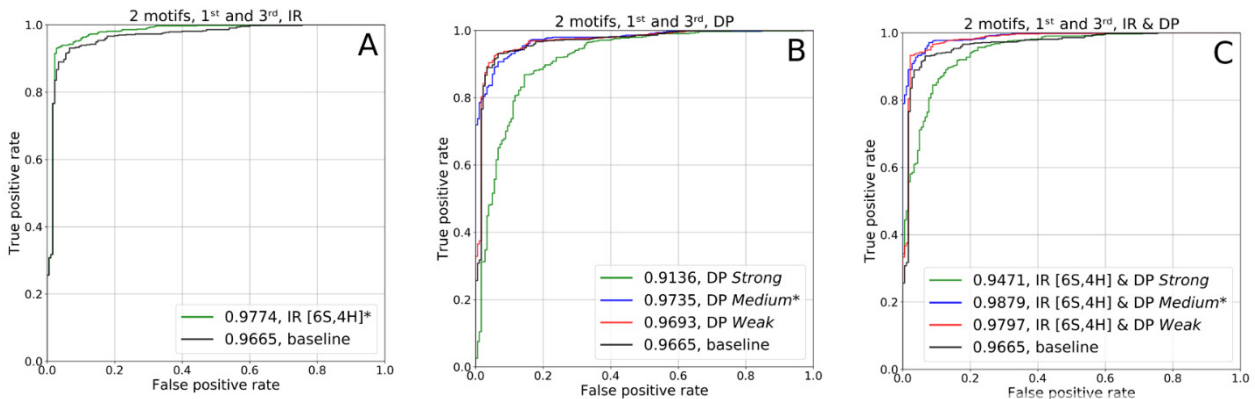 2 motifs, 1st and 3rd, IR
A
True positive rate
1.0
0.8
0.6
0.4
0.2
0.0
0.0 0.2 0.4 0.6 0.8 1.0
False positive rate
0.9774, IR [6S,4H]*
0.9665, baseline
2 motifs, 1st and 3rd, DP
B
True positive rate
1.0
0.8
0.6
0.4
0.2
0.0
0.0 0.2 0.4 0.6 0.8 1.0
False positive rate
0.9136, DP Strong
0.9735, DP Medium*
0.9693, DP Weak
0.9665, baseline
2 motifs, 1st and 3rd, IR & DP
C
True positive rate
1.0
0.8
0.6
0.4
0.2
0.0
0.0 0.2 0.4 0.6 0.8 1.0
False positive rate
0.9471, IR [6S,4H] & DP Strong
0.9879, IR [6S,4H] & DP Medium*
0.9797, IR [6S,4H] & DP Weak
0.9665, baseline